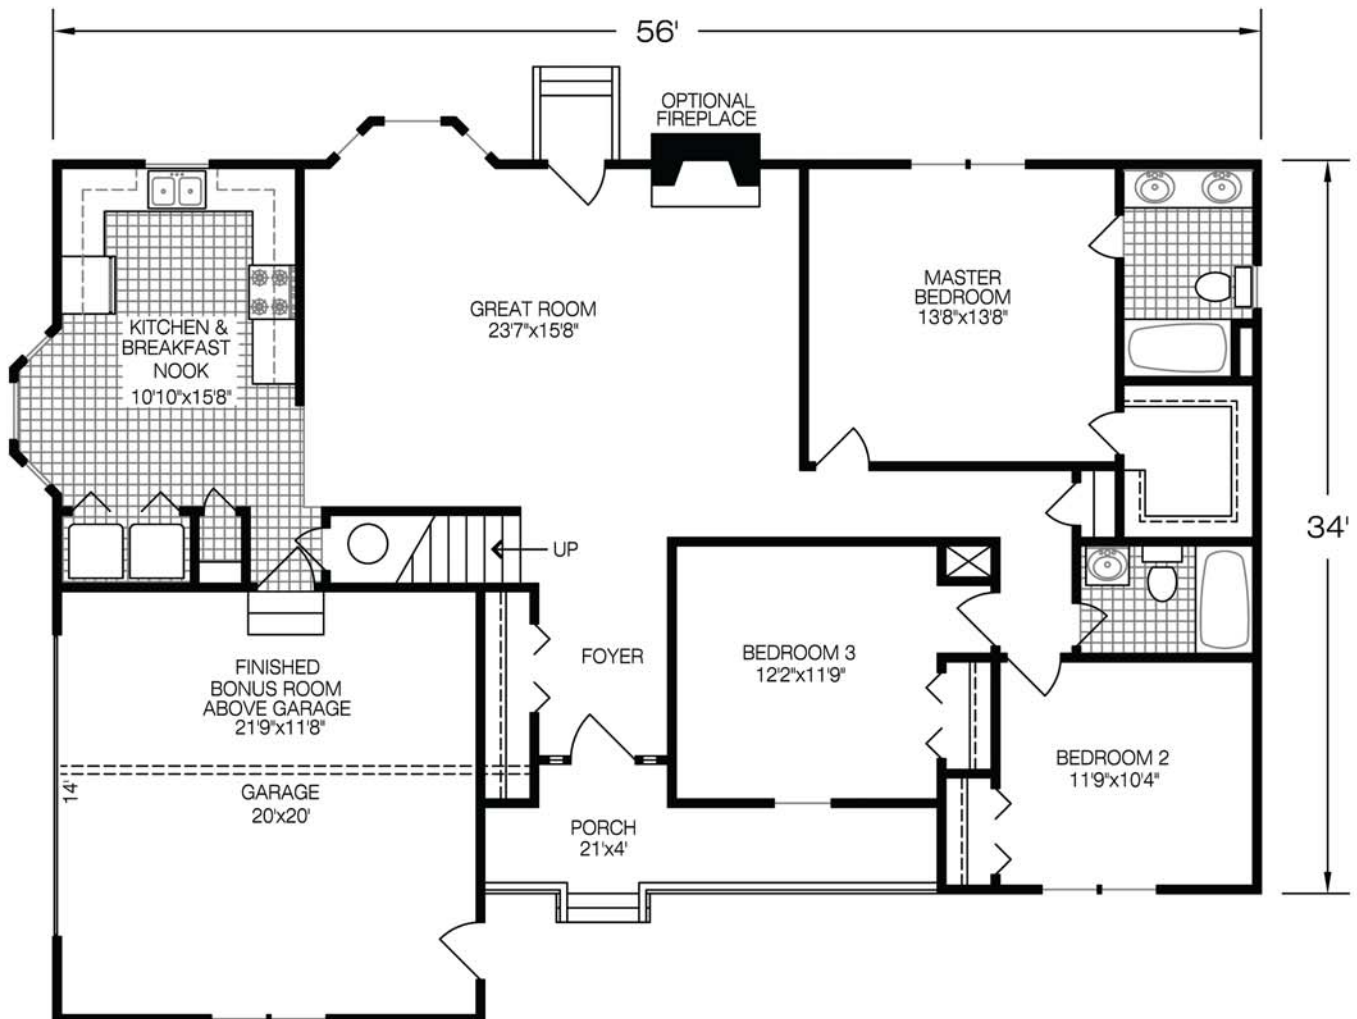 56'
OPTIONAL
FIREPLACE
GREAT ROOM
23'7"x15'8"
MASTER
BEDROOM
13'8"x13'8"
KITCHEN &
BREAKFAST
NOOK
10'10"x15'8"
34'
UP
FOYER
BEDROOM 3
12'2"x11'9"
FINISHED
BONUS ROOM
ABOVE GARAGE
21'9"x11'8"
BEDROOM 2
11'9"x10'4"
14'
GARAGE
20'x20'
PORCH
21'x4'